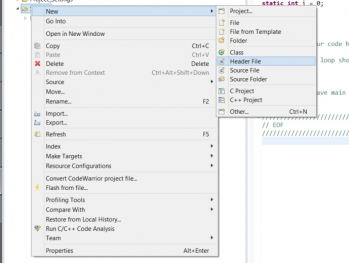 Project_Settings
New
Go Into
Open in New Window
Copy Ctrl+C
Paste Ctrl+V
Delete Delete
Remove from Context Ctrl+Alt+Shift+Down
Source
Move...
Rename... F2
Import...
Export...
Refresh F5
Index
Make Targets
Resource Configurations
Convert CodeWarrior project file...
Flash from file...
Profiling Tools
Compare With
Restore from Local History...
Run C/C++ Code Analysis
Team
Properties Alt+Enter
Project...
File
File from Template
Folder
Class
Header File
Source File
Source Folder
C Project
C++ Project
Other... Ctrl+N
static int i = 0;
our code h
loop sho
ave main
// EOF